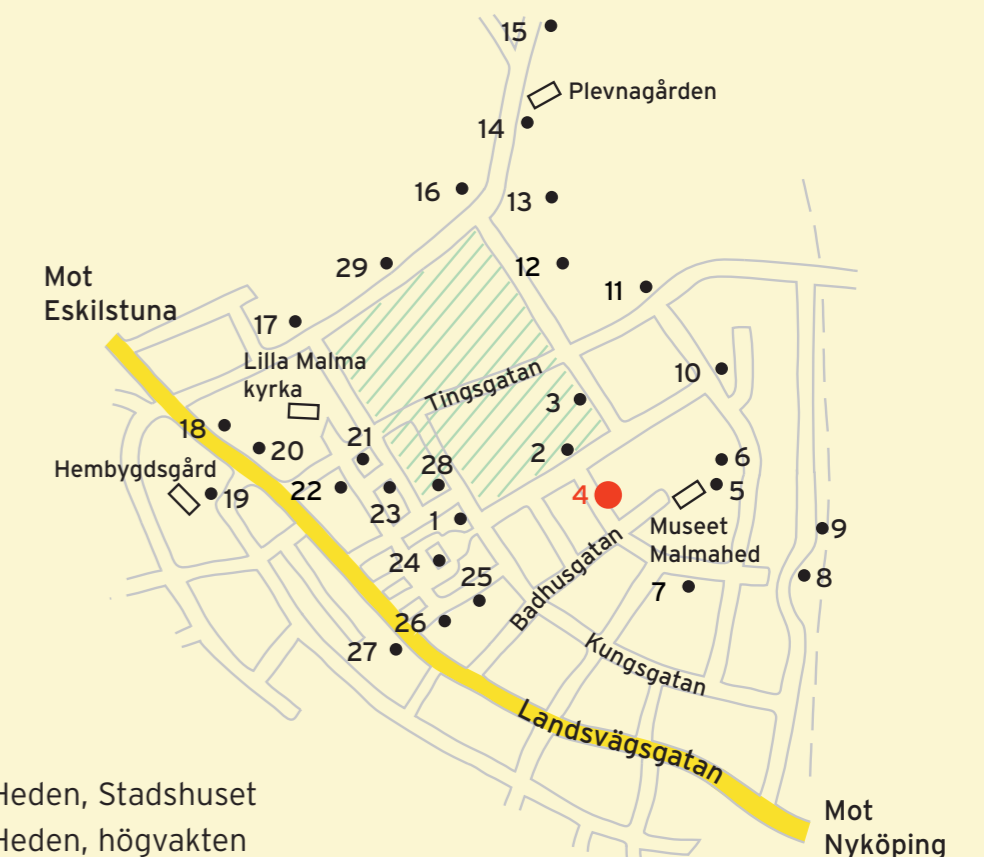 15
Plevnagården
14
16
13
29
12
11
Mot
Eskilstuna
17
Lilla Malma
kyrka
Tingsgatan
10
3
18
20
21
2
6
Hembygdsgård
19
22
28
4
5
23
1
Museet
Malmahed
9
24
25
Badhusgatan
7
8
26
27
Kungsgatan
Landsvägsgatan
Heden, Stadshuset
Heden, högvakten
Mot
Nyköping